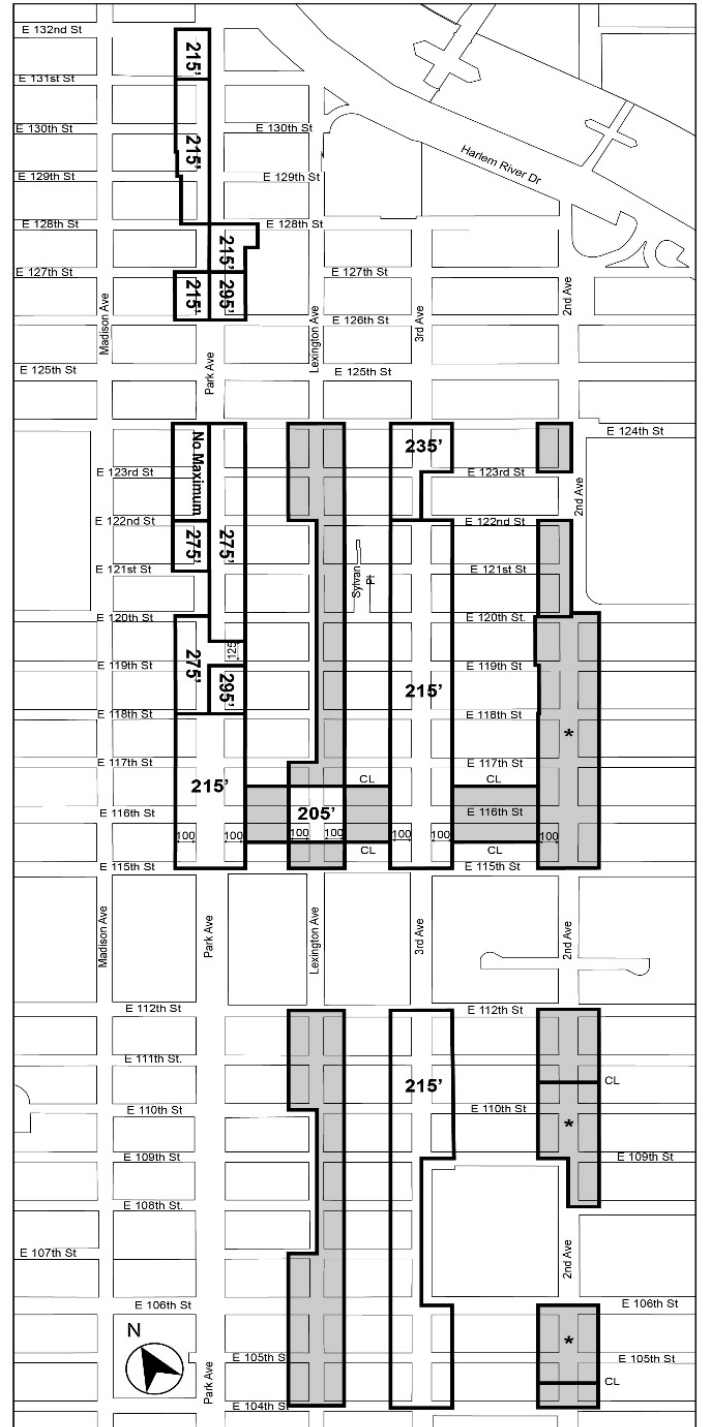 E 132nd St
215'
E 131st St
215'
E 130th St
E 130th St
Harlem River Dr
E 129th St
E 129th St
E 128th St
E 128th St
215'
E 127th St
E 127th St
215'
295'
Madison Ave
Lexington Ave
3rd Ave
2nd Ave
E 126th St
Park Ave
E 125th St
E 125th St
E 124th St
No Maximum
235'
E 123rd St
E 123rd St
2nd Ave
E 122nd St
E 122nd St
275'
275'
Sylvan Pl
E 121st St
E 121st St
E 120th St
E 120th St.
125
E 119th St
E 119th St
275'
295'
215'
E 118th St
E 118th St
*
E 117th St
E 117th St
CL
CL
215'
E 116th St
205'
E 116th St
100
100
100
100
100
100
100
CL
CL
E 115th St
E 115th St
Madison Ave
Park Ave
Lexington Ave
3rd Ave
2nd Ave
E 112th St
E 112th St
E 111th St.
215'
CL
E 110th St
E 110th St
*
E 109th St
E 109th St
E 108th St.
E 107th St
2nd Ave
E 106th St
E 106th St
N
*
E 105th St
E 105th St
Park Ave
CL
E 104th St